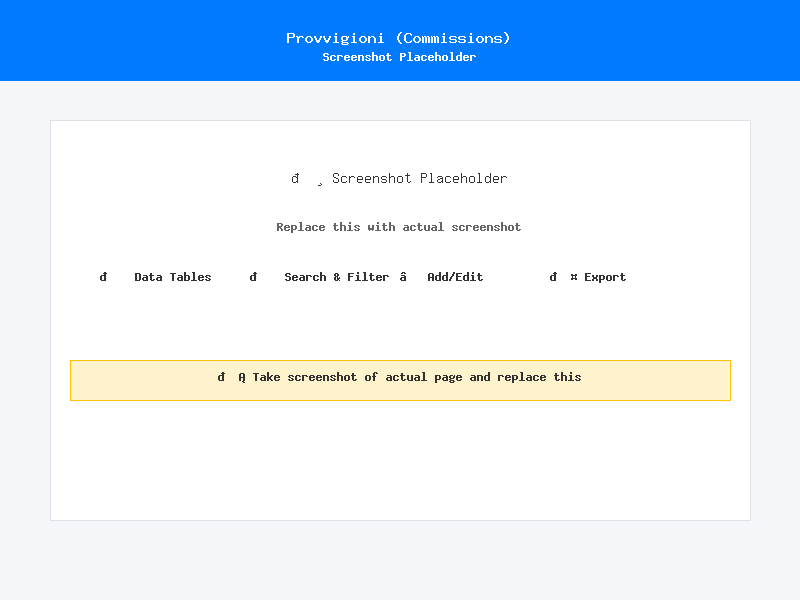 Provvigioni (Commissions)
Screenshot Placeholder
đ ¸ Screenshot Placeholder
Replace this with actual screenshot
đ Data Tables đ Search & Filter â Add/Edit đ ¤ Export
đ Ą Take screenshot of actual page and replace this